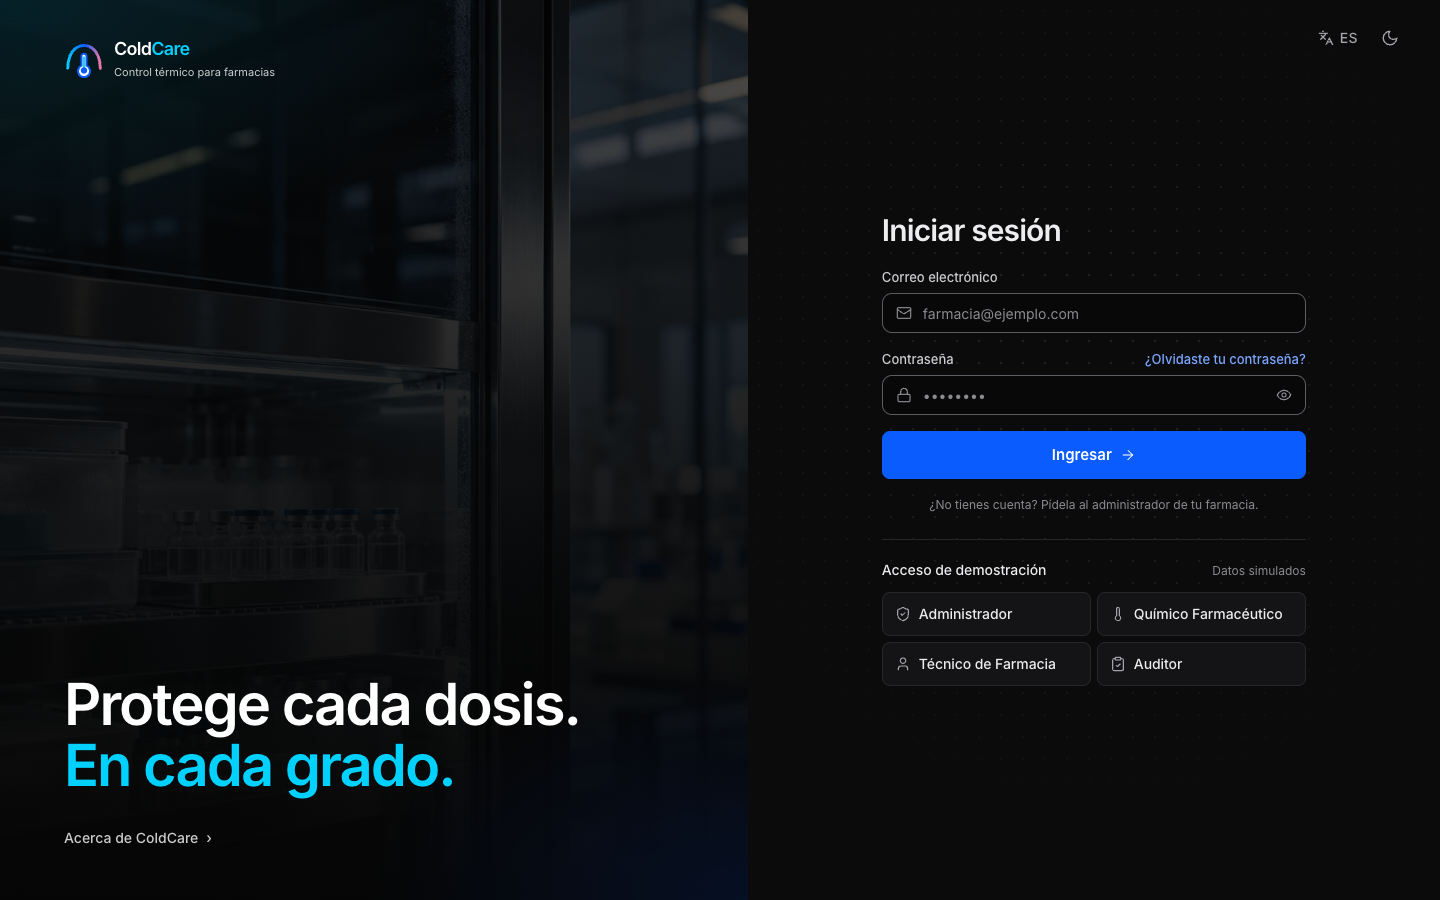 ColdCare
Control térmico para farmacias
ES
Iniciar sesión
Correo electrónico
farmacia@ejemplo.com
Contraseña
¿Olvidaste tu contraseña?
••••••••
Ingresar →
¿No tienes cuenta? Pídela al administrador de tu farmacia.
Acceso de demostración
Datos simulados
Administrador
Químico Farmacéutico
Técnico de Farmacia
Auditor
Protege cada dosis.
En cada grado.
Acerca de ColdCare ›